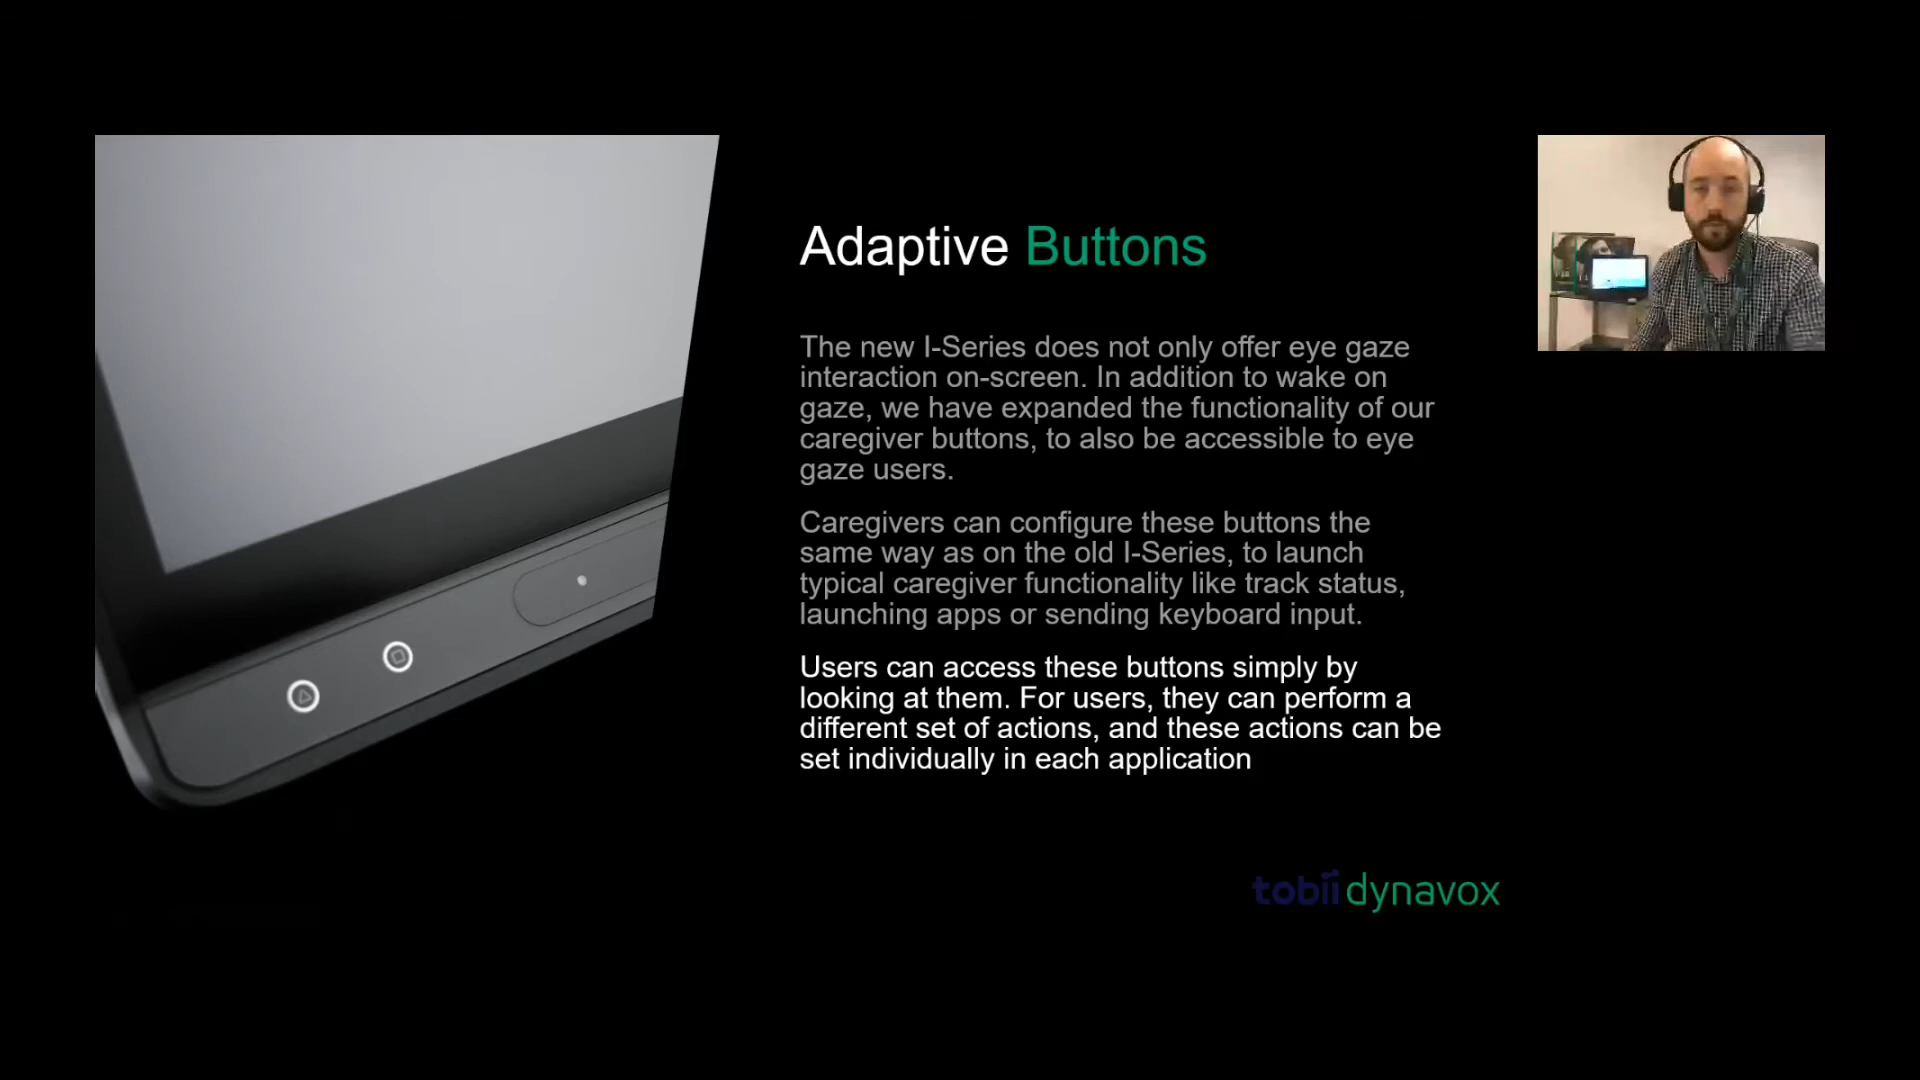 Adaptive Buttons
The new I-Series does not only offer eye gaze
interaction on-screen. In addition to wake on
gaze, we have expanded the functionality of our
caregiver buttons, to also be accessible to eye
gaze users.
Caregivers can configure these buttons the
same way as on the old I-Series, to launch
typical caregiver functionality like track status,
launching apps or sending keyboard input.
Users can access these buttons simply by
looking at them. For users, they can perform a
different set of actions, and these actions can be
set individually in each application
tobii dynavox